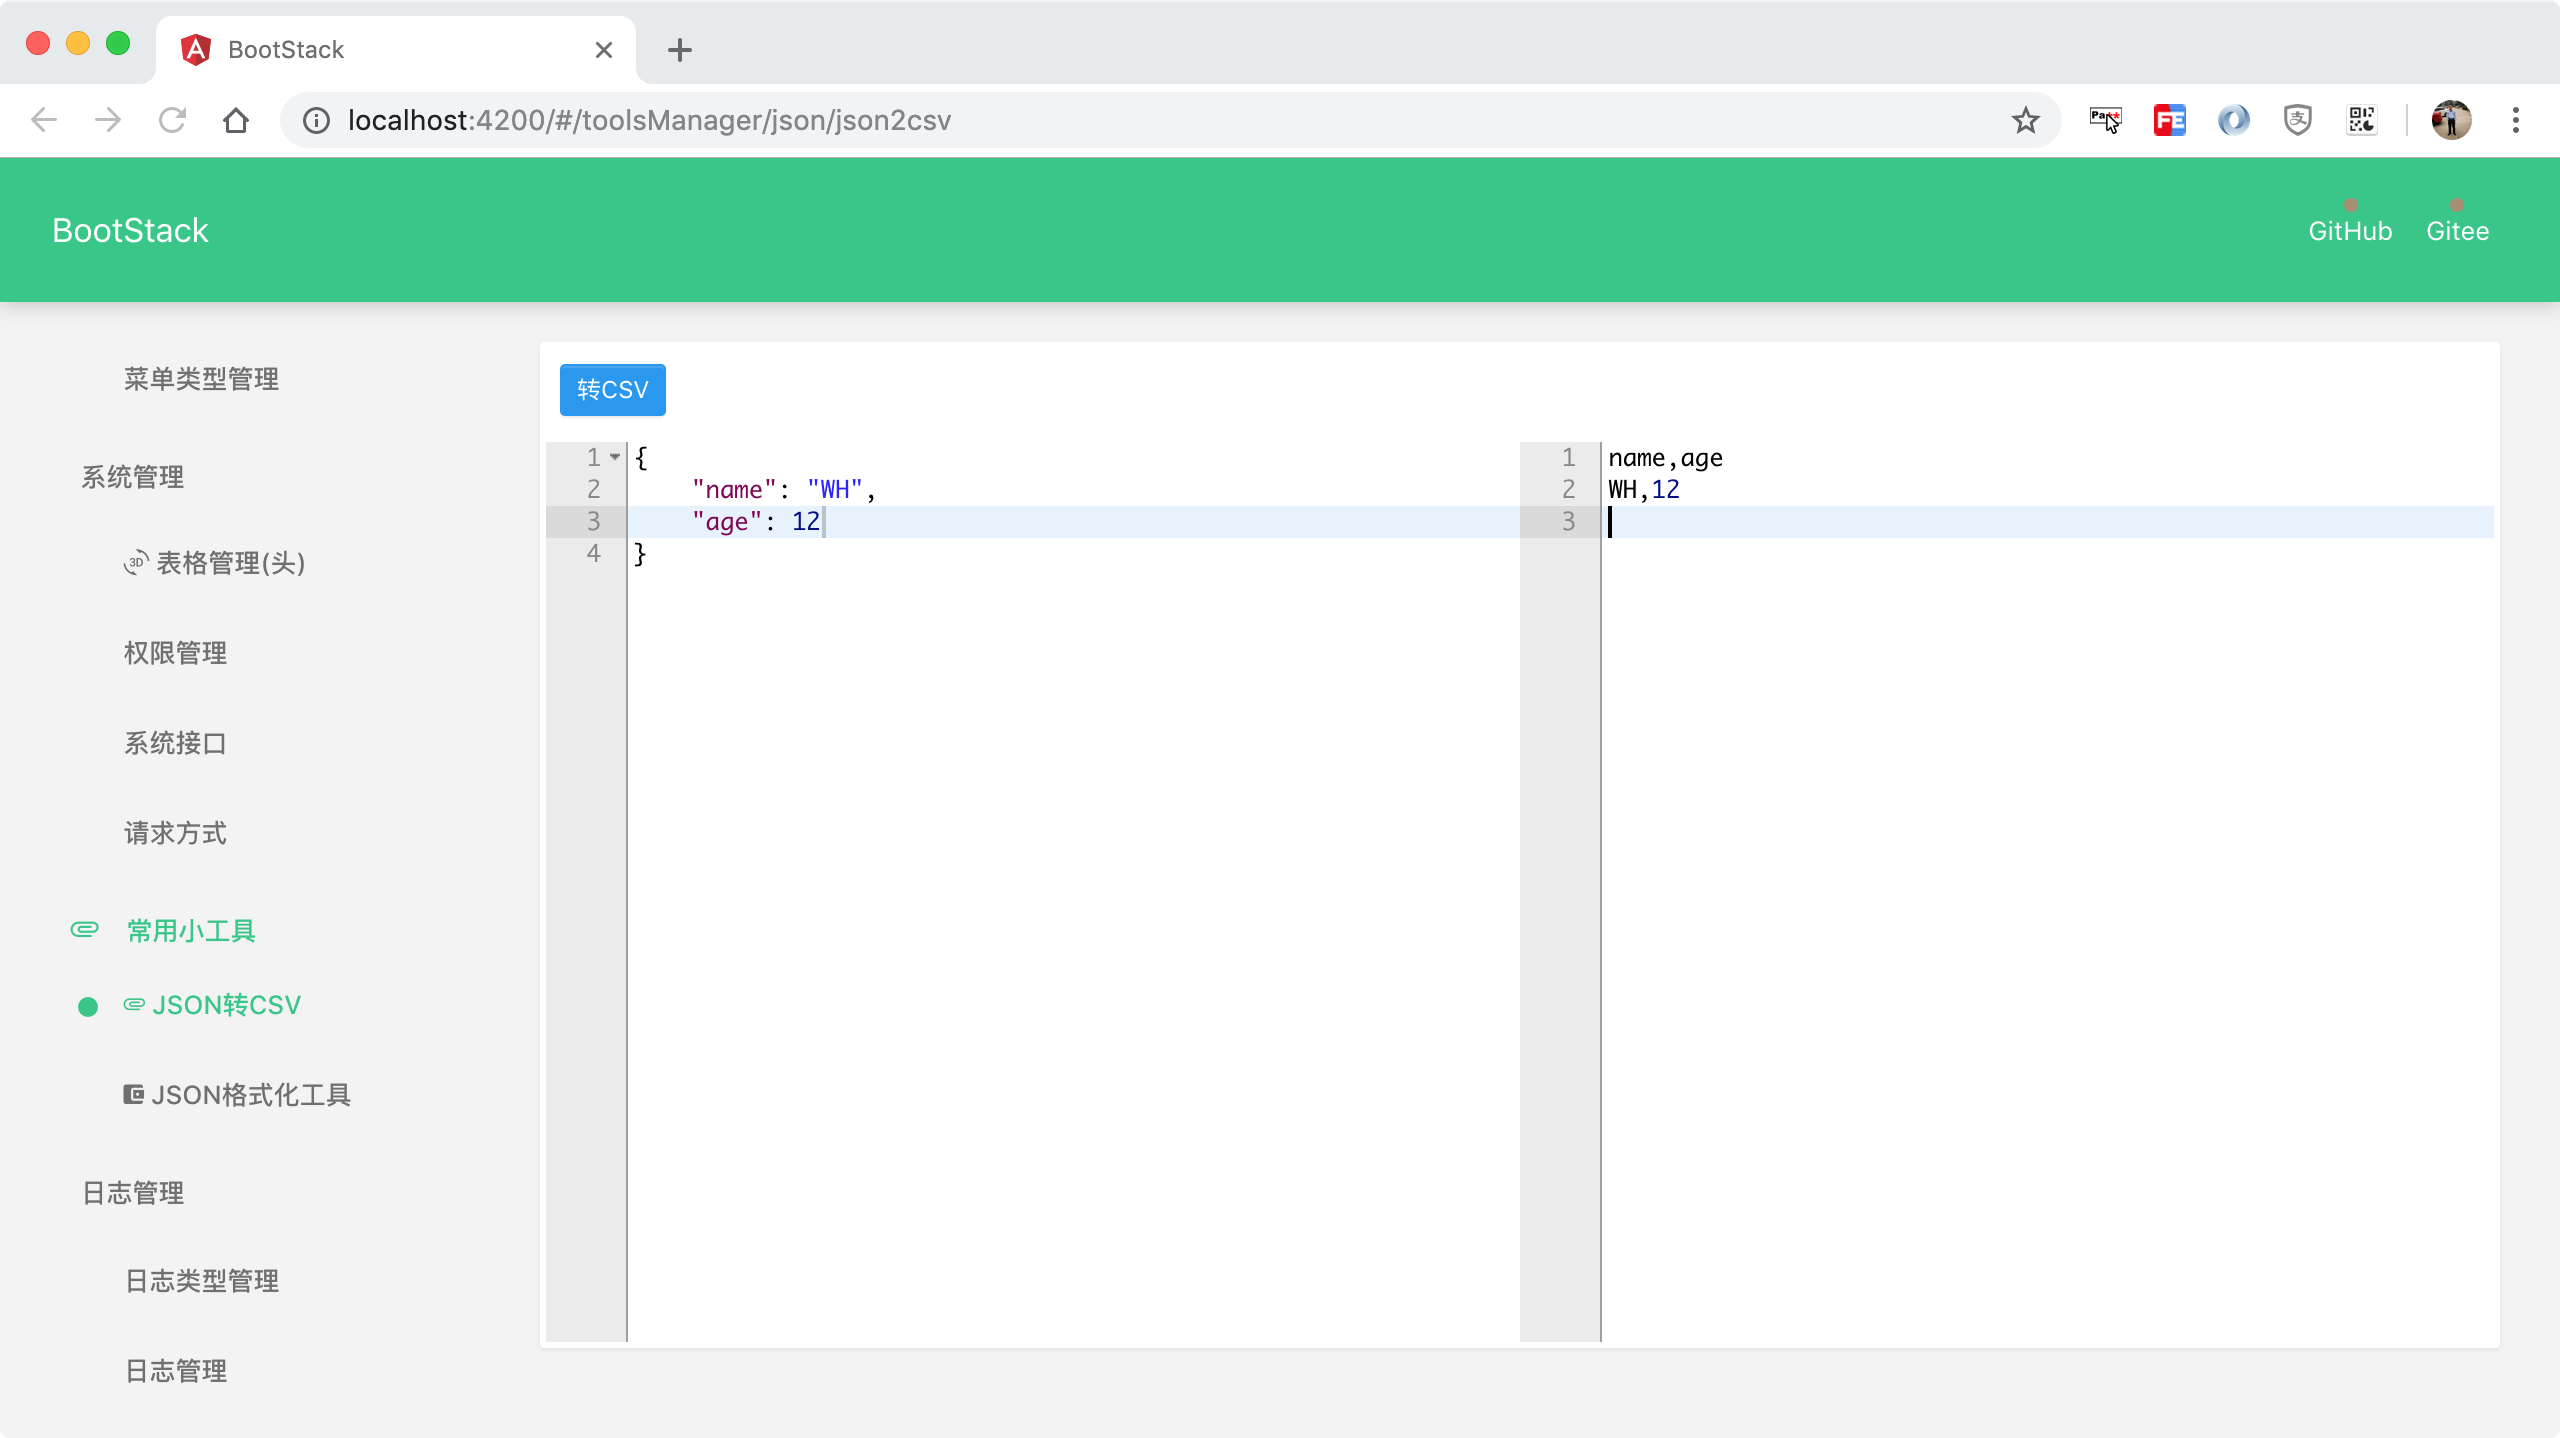 BootStack
localhost:4200/#/toolsManager/json/json2csv
BootStack
GitHub
Gitee
菜单类型管理
系统管理
表格管理(头)
权限管理
系统接口
请求方式
常用小工具
JSON转CSV
JSON格式化工具
日志管理
日志类型管理
日志管理
转CSV
1 {
2 "name": "WH",
3 "age": 12
4 }
1 name,age
2 WH,12
3